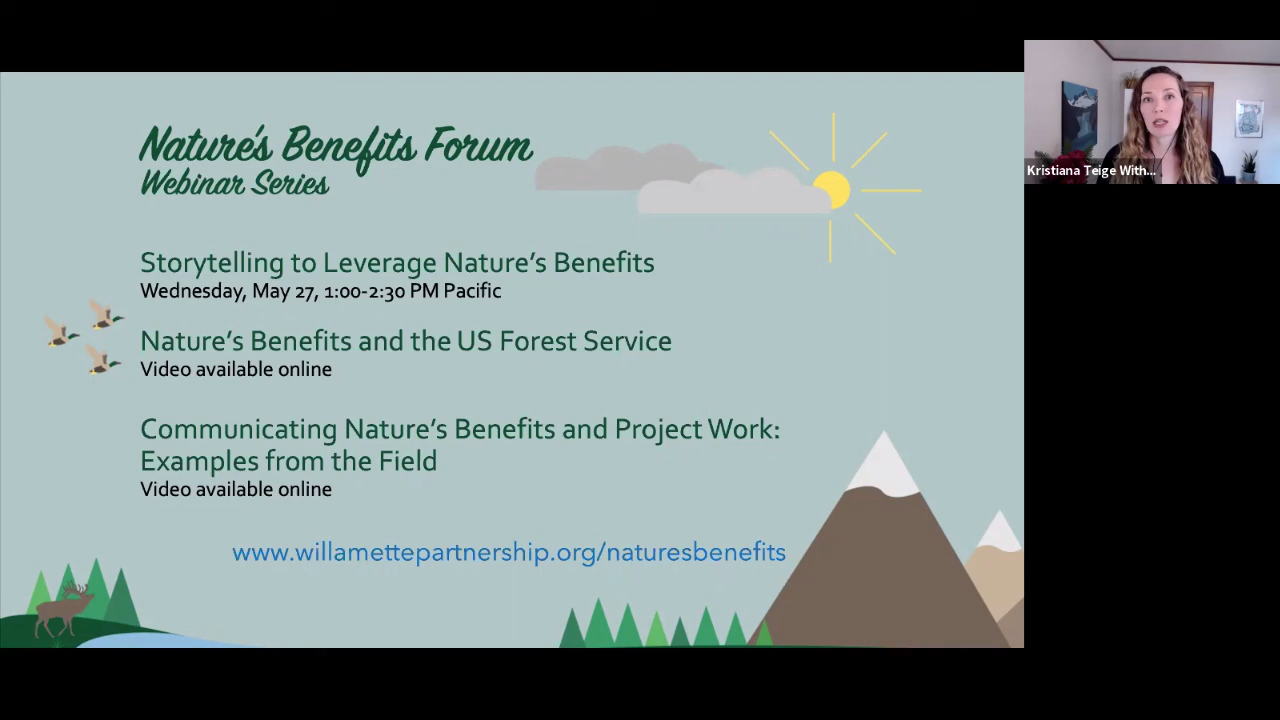 Nature's Benefits Forum
Webinar Series
Storytelling to Leverage Nature's Benefits
Wednesday, May 27, 1:00-2:30 PM Pacific
Nature's Benefits and the US Forest Service
Video available online
Communicating Nature's Benefits and Project Work:
Examples from the Field
Video available online
www.willamettepartnership.org/naturesbenefits
Kristiana Teige With...